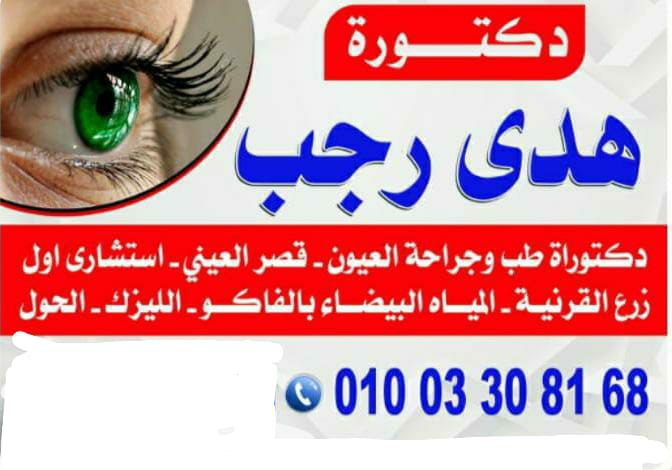 دكتورة
هدى رجب
دكتوراة طب وجراحة العيون - قصر العيني - استشارى اول
زرع القرنية - المياه البيضاء بالفاكو - الليزك - الحول
010 03 30 81 68